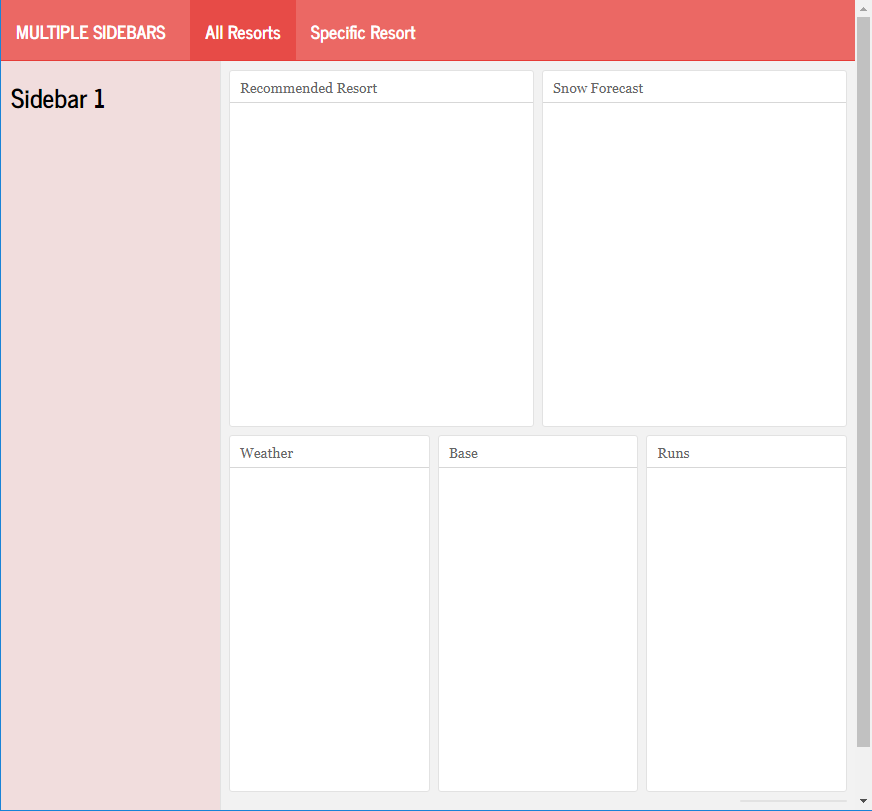 MULTIPLE SIDEBARS All Resorts Specific Resort
Sidebar 1
Recommended Resort Snow Forecast
Weather Base Runs